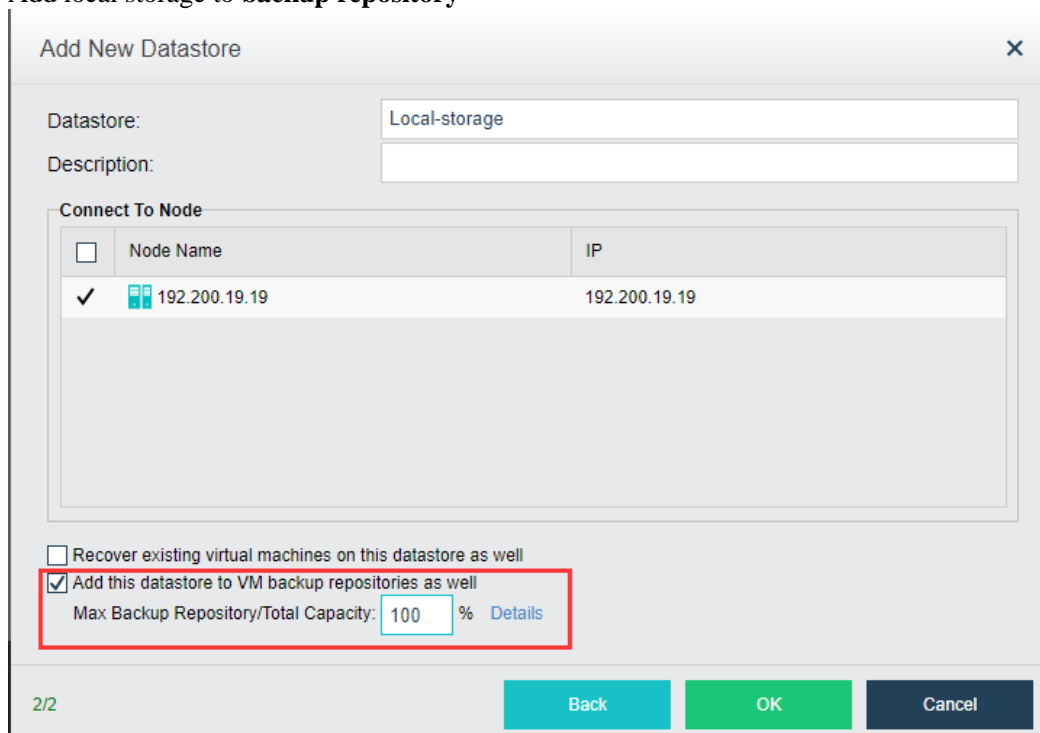 Add local storage to backup repository
Add New Datastore
Datastore: Local-storage
Description:
Connect To Node
Node Name IP
192.200.19.19 192.200.19.19
Recover existing virtual machines on this datastore as well
Add this datastore to VM backup repositories as well
Max Backup Repository/Total Capacity: 100 % Details
2/2 Back OK Cancel